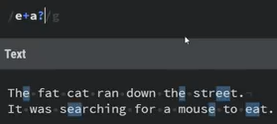 /e+a?/g
Text
The fat cat ran down the street.
It was searching for a mouse to eat.